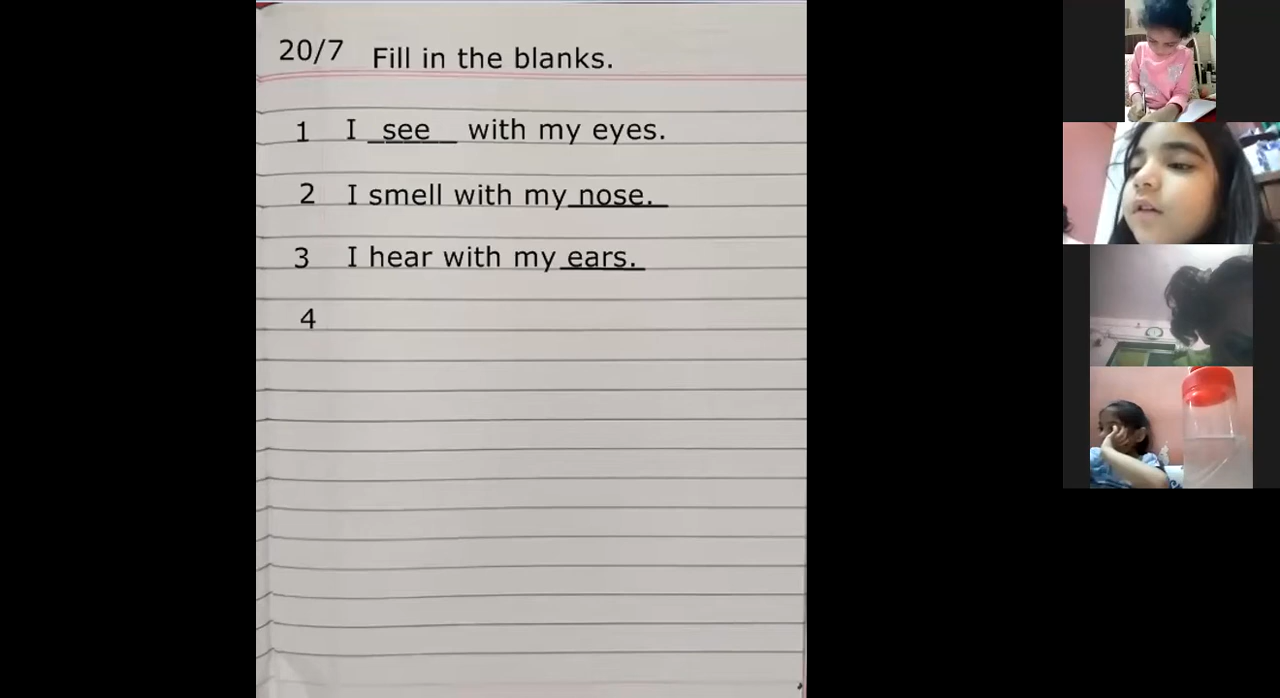 20/7 Fill in the blanks.
1 I see with my eyes.
2 I smell with my nose.
3 I hear with my ears.
4